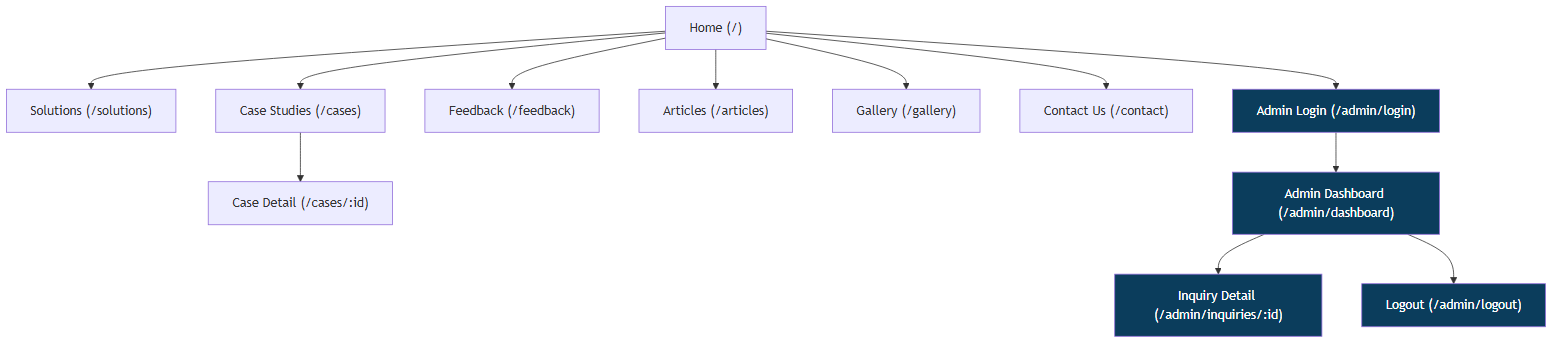 Home (/)
Solutions (/solutions)
Case Studies (/cases)
Feedback (/feedback)
Articles (/articles)
Gallery (/gallery)
Contact Us (/contact)
Admin Login (/admin/login)
Case Detail (/cases/:id)
Admin Dashboard
(/admin/dashboard)
Inquiry Detail
(/admin/inquiries/:id)
Logout (/admin/logout)